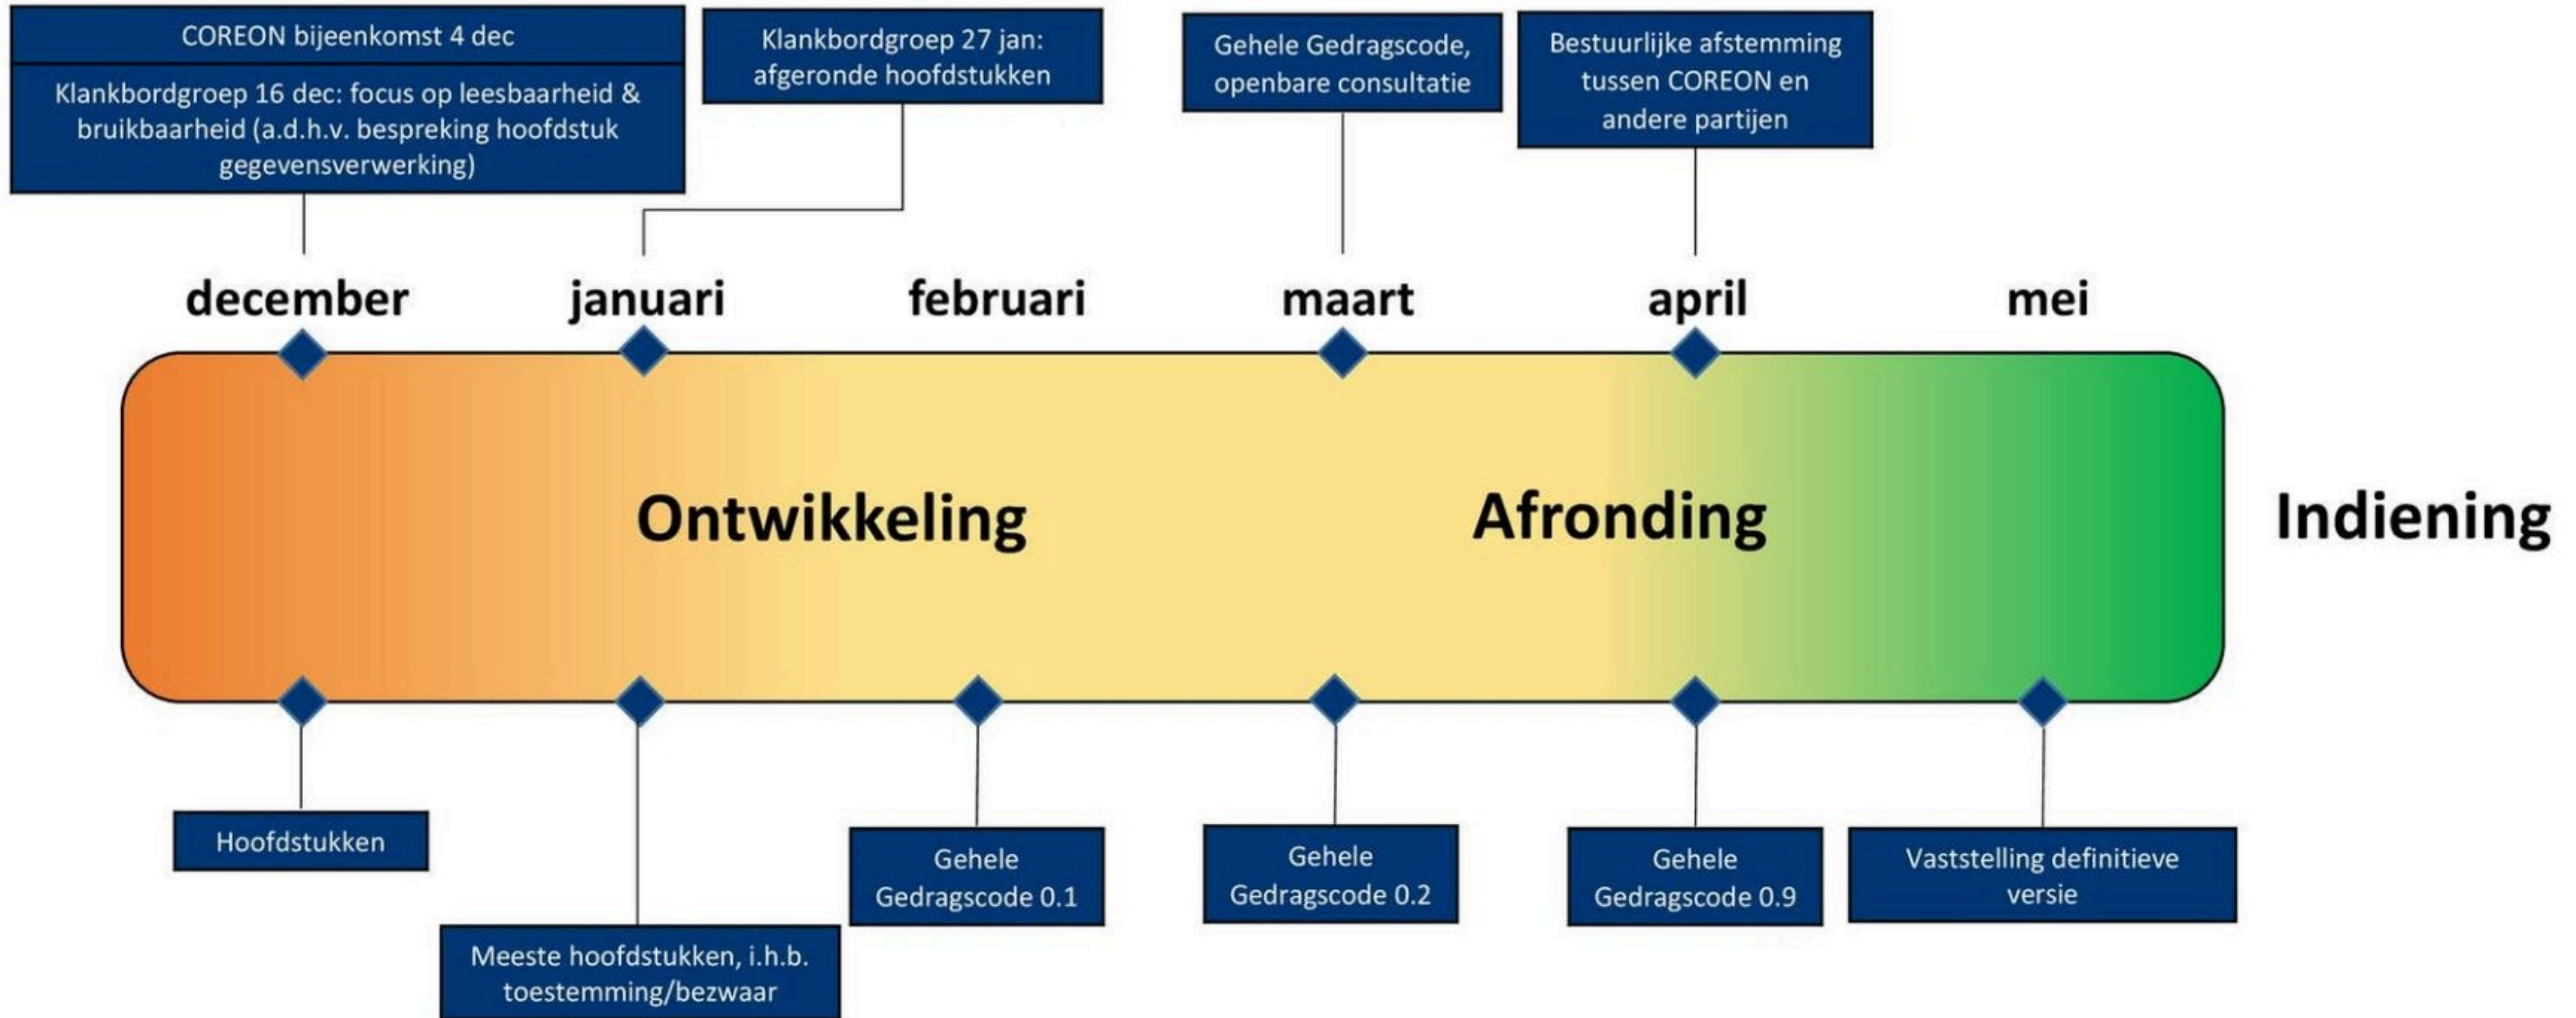 COREON bijeenkomst 4 dec
Klankbordgroep 16 dec: focus op leesbaarheid &
bruikbaarheid (a.d.h.v. bespreking hoofdstuk
gegevensverwerking)
Klankbordgroep 27 jan:
afgeronde hoofdstukken
Gehele Gedragscode,
openbare consultatie
Bestuurlijke afstemming
tussen COREON en
andere partijen
december
januari
februari
maart
april
mei
Ontwikkeling
Afronding
Indiening
Hoofdstukken
Meeste hoofdstukken, i.h.b.
toestemming/bezwaar
Gehele
Gedragscode 0.1
Gehele
Gedragscode 0.2
Gehele
Gedragscode 0.9
Vaststelling definitieve
versie